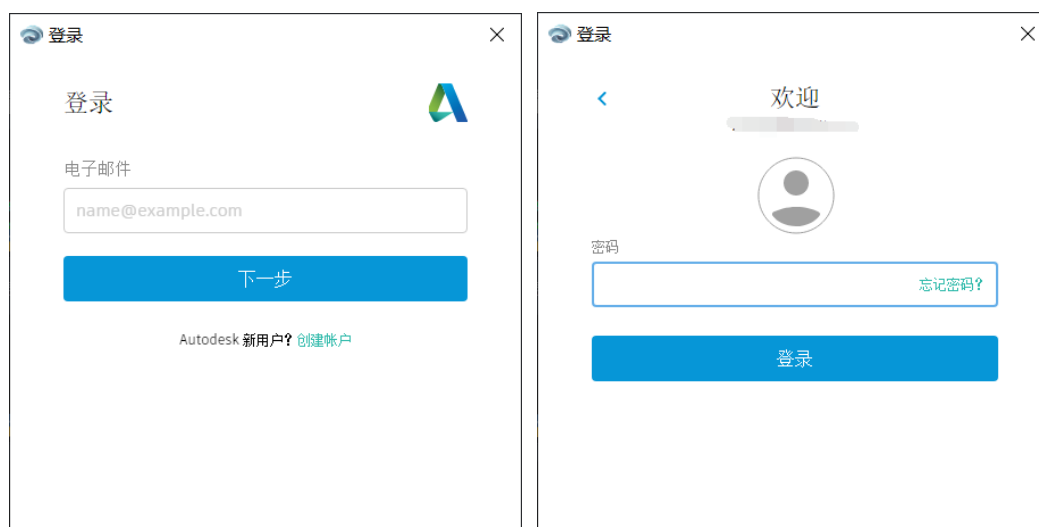 登录
登录
电子邮件
name@example.com
下一步
Autodesk 新用户? 创建帐户
登录
欢迎
密码
忘记密码?
登录